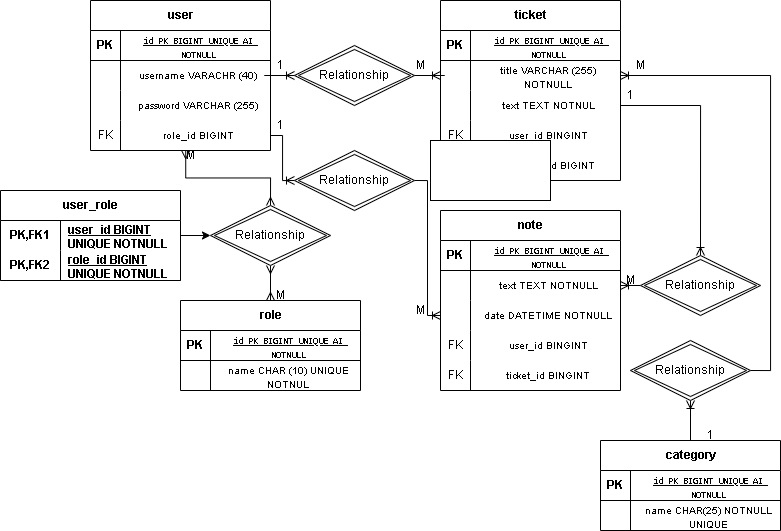 user
PK
id PK BIGINT UNIQUE AI
NOTNULL
username VARACHR (40)
password VARCHAR (255)
FK
role_id BIGINT
1
Relationship
M
ticket
PK
id PK BIGINT UNIQUE AI
NOTNULL
title VARCHAR (255)
NOTNULL
text TEXT NOTNUL
FK
user_id BINGINT
d BIGINT
M
1
1
Relationship
M
M
user_role
PK,FK1
user_id BIGINT
UNIQUE NOTNULL
PK,FK2
role_id BIGINT
UNIQUE NOTNULL
Relationship
M
role
PK
id PK BIGINT UNIQUE AI
NOTNULL
name CHAR (10) UNIQUE
NOTNUL
note
PK
id PK BIGINT UNIQUE AI
NOTNULL
text TEXT NOTNULL
date DATETIME NOTNULL
FK
user_id BINGINT
FK
ticket_id BINGINT
M
Relationship
Relationship
1
category
PK
id PK BIGINT UNIQUE AI
NOTNULL
name CHAR(25) NOTNULL
UNIQUE